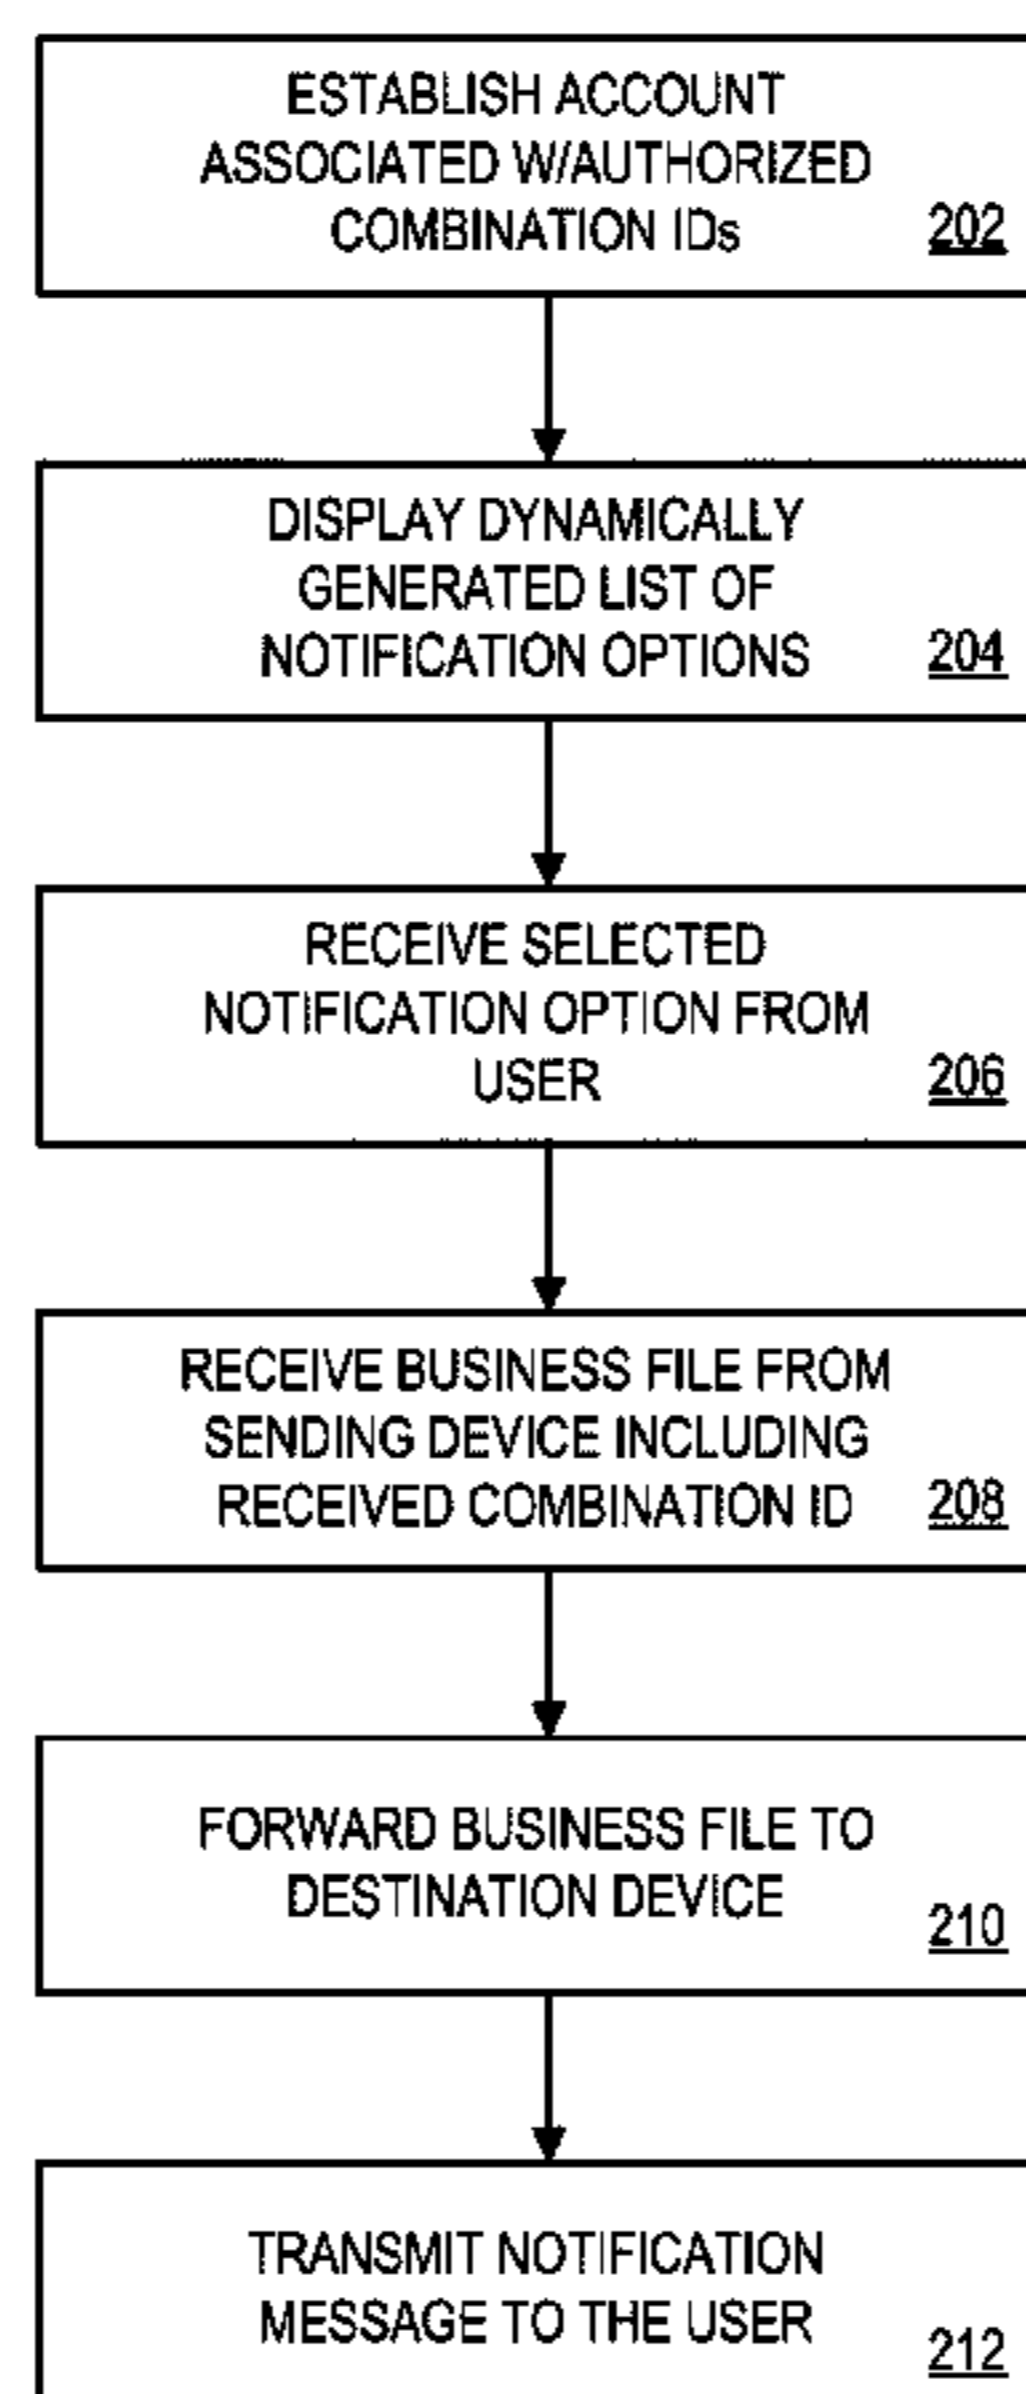 ESTABLISH ACCOUNT
ASSOCIATED W/AUTHORIZED
COMBINATION IDs
202
DISPLAY DYNAMICALLY
GENERATED LIST OF
NOTIFICATION OPTIONS
204
RECEIVE SELECTED
NOTIFICATION OPTION FROM
USER
206
RECEIVE BUSINESS FILE FROM
SENDING DEVICE INCLUDING
RECEIVED COMBINATION ID
208
FORWARD BUSINESS FILE TO
DESTINATION DEVICE
210
TRANSMIT NOTIFICATION
MESSAGE TO THE USER
212